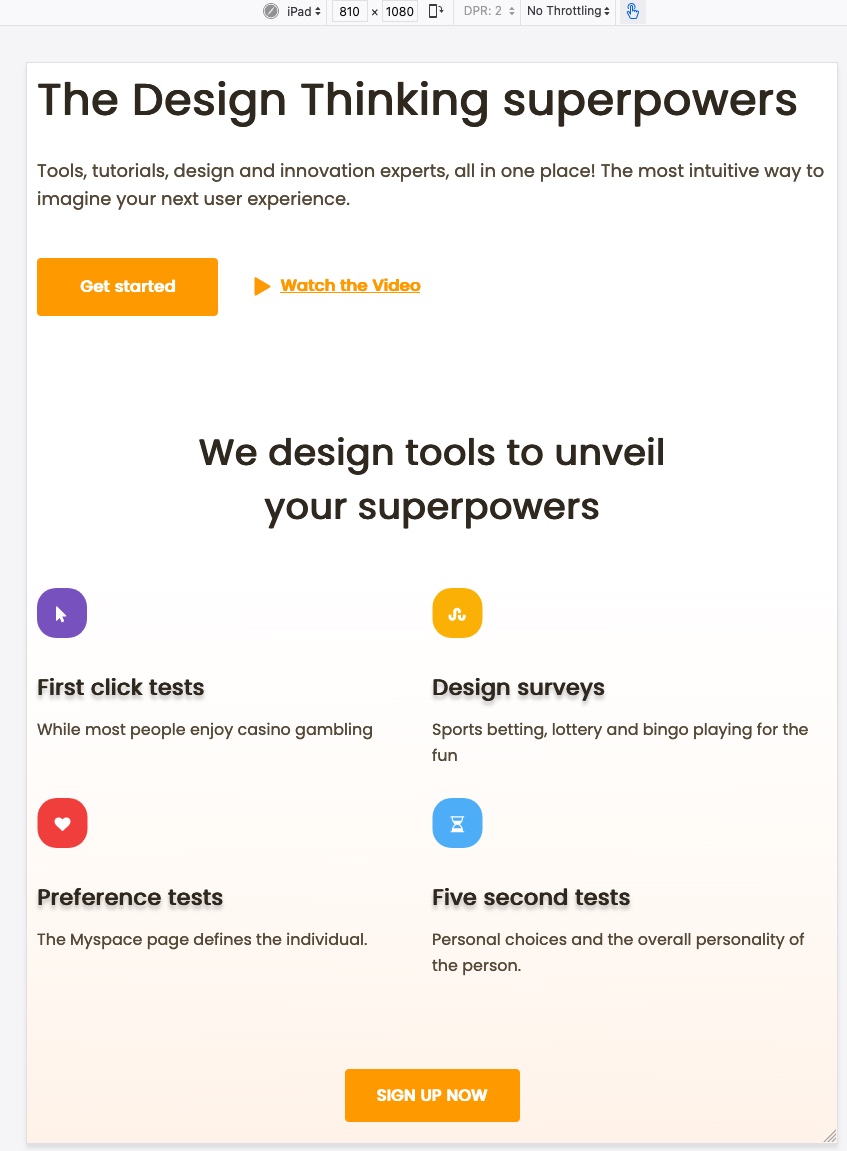 iPad 810 × 1080 DPR: 2 No Throttling
The Design Thinking superpowers
Tools, tutorials, design and innovation experts, all in one place! The most intuitive way to
imagine your next user experience.
Get started
Watch the Video
We design tools to unveil
your superpowers
First click tests
While most people enjoy casino gambling
Design surveys
Sports betting, lottery and bingo playing for the
fun
Preference tests
The Myspace page defines the individual.
Five second tests
Personal choices and the overall personality of
the person.
SIGN UP NOW